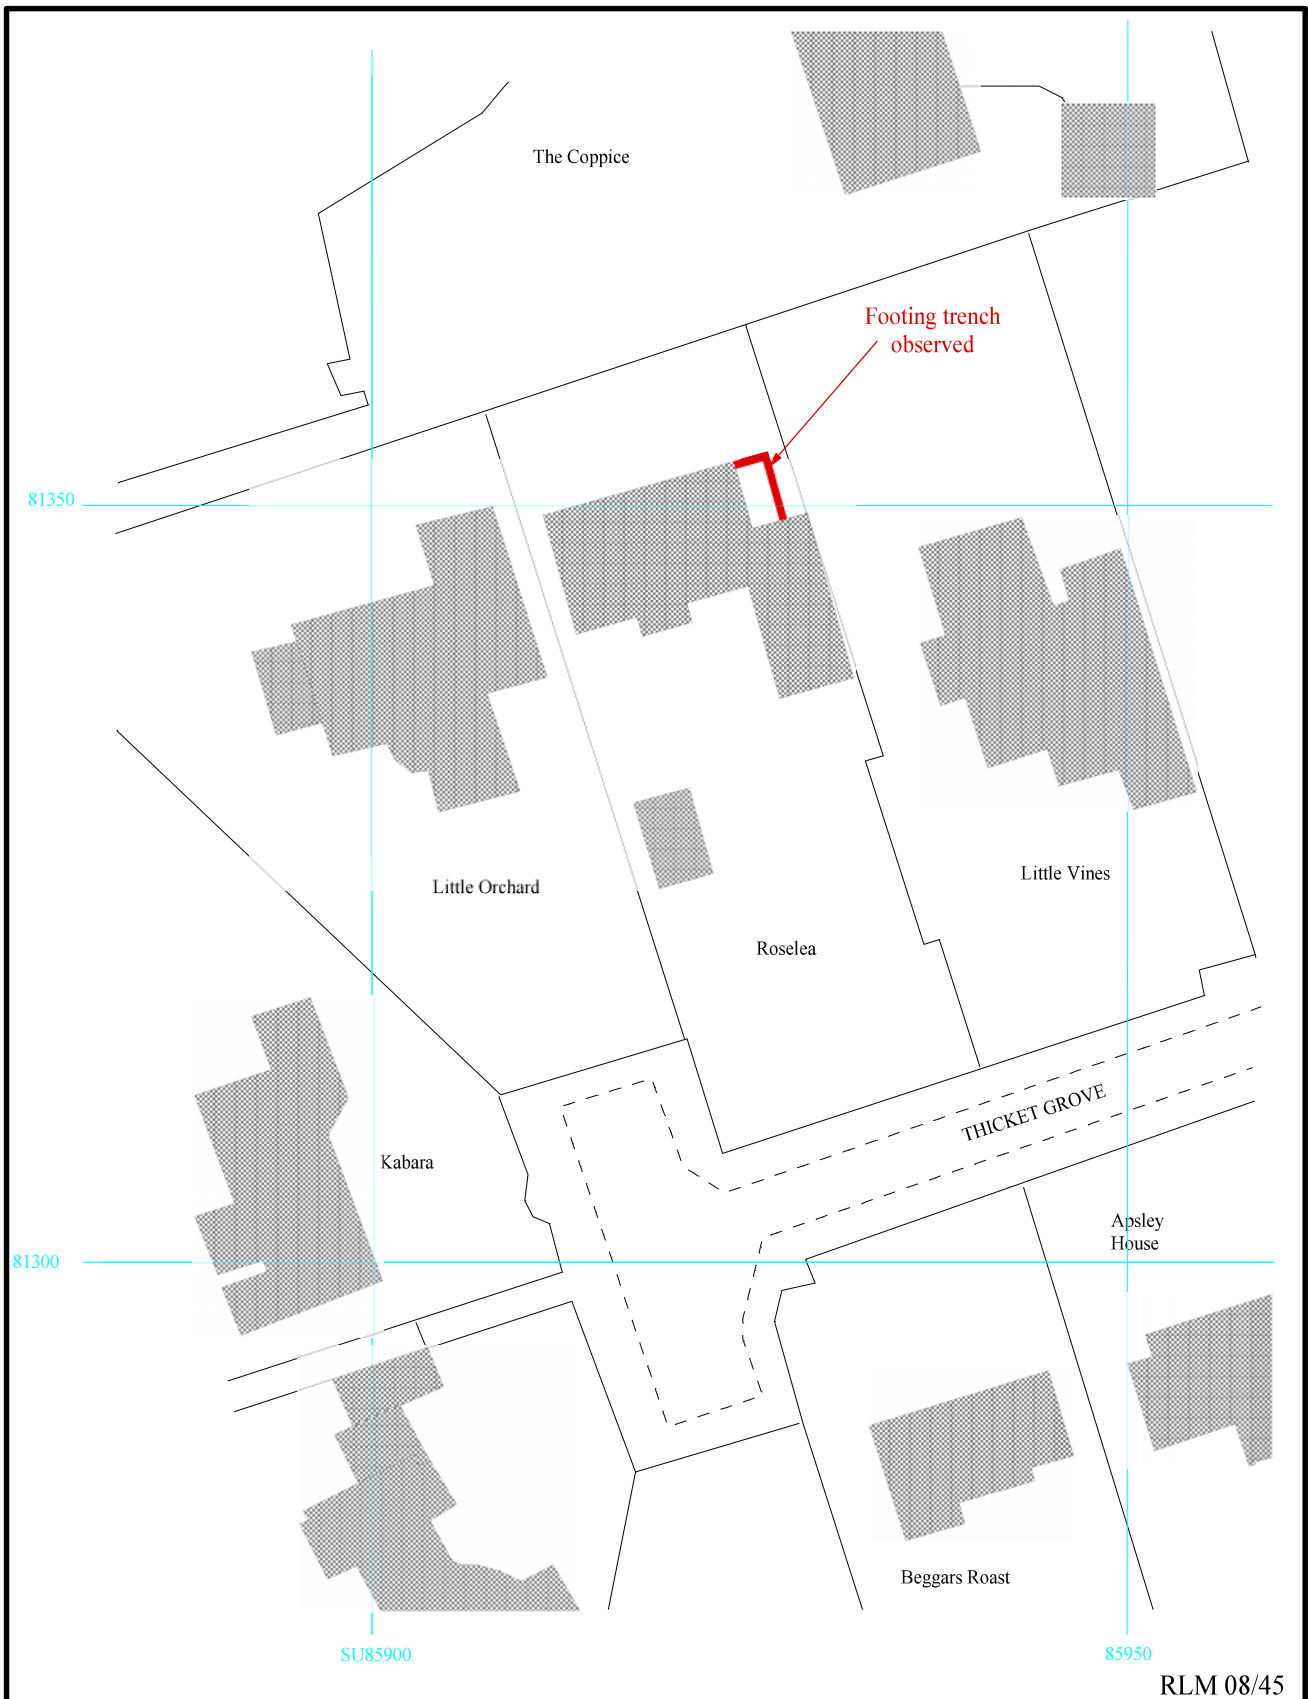 The Coppice
Footing trench
observed
81350
Little Vines
Little Orchard
Roselea
THICKET GROVE
Kabara
Apsley
House
81300
Beggars Roast
SU85900
85950
RLM 08/45